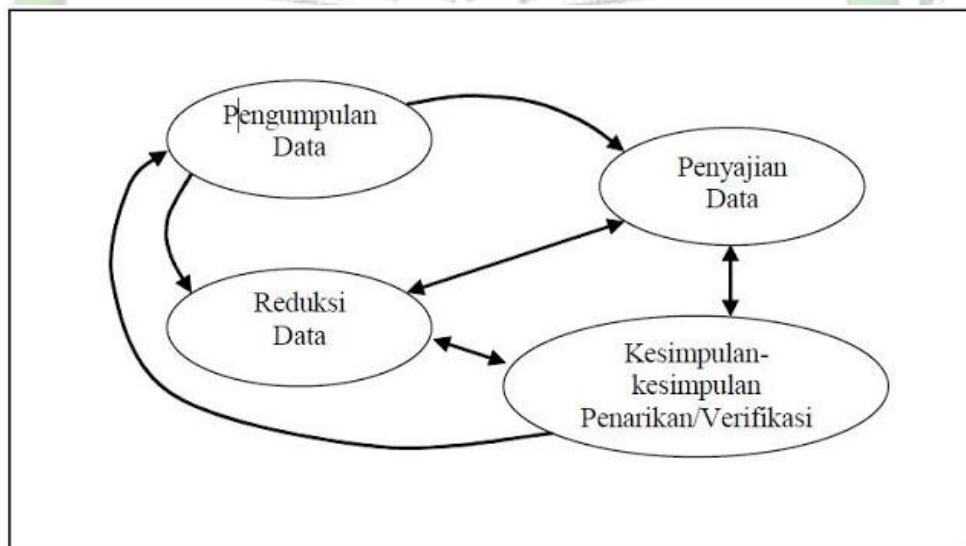 Pengumpulan
Data
Penyajian
Data
Reduksi
Data
Kesimpulan-
kesimpulan
Penarikan/Verifikasi